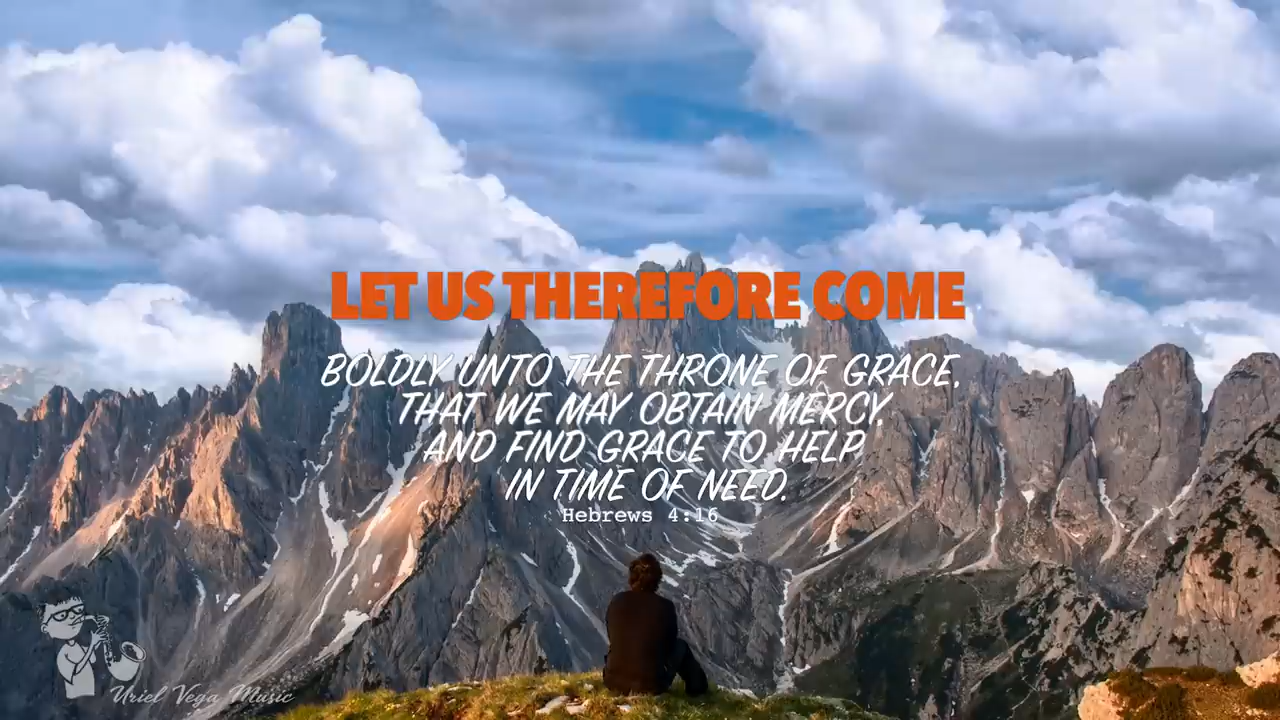 LET US THEREFORE COME
BOLDLY UNTO THE THRONE OF GRACE,
THAT WE MAY OBTAIN MERCY,
AND FIND GRACE TO HELP
IN TIME OF NEED.
Hebrews 4:16
Uriel Vega Music